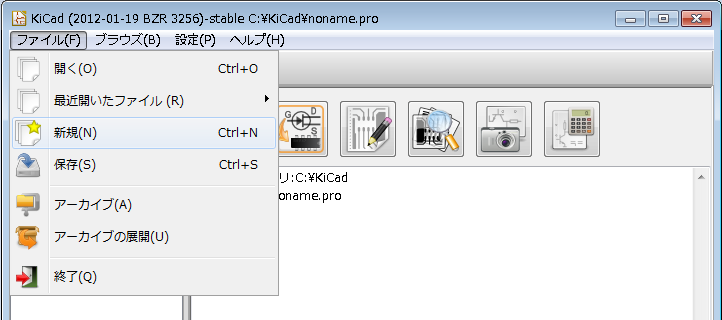 KiCad (2012-01-19 BZR 3256)-stable C:¥KiCad¥noname.pro
ファイル(F) ブラウズ(B) 設定(P) ヘルプ(H)
開く(O) Ctrl+O
最近開いたファイル (R)
新規(N) Ctrl+N
保存(S) Ctrl+S
アーカイブ(A)
アーカイブの展開(U)
終了(Q)
G D S
リ:C:¥KiCad
oname.pro